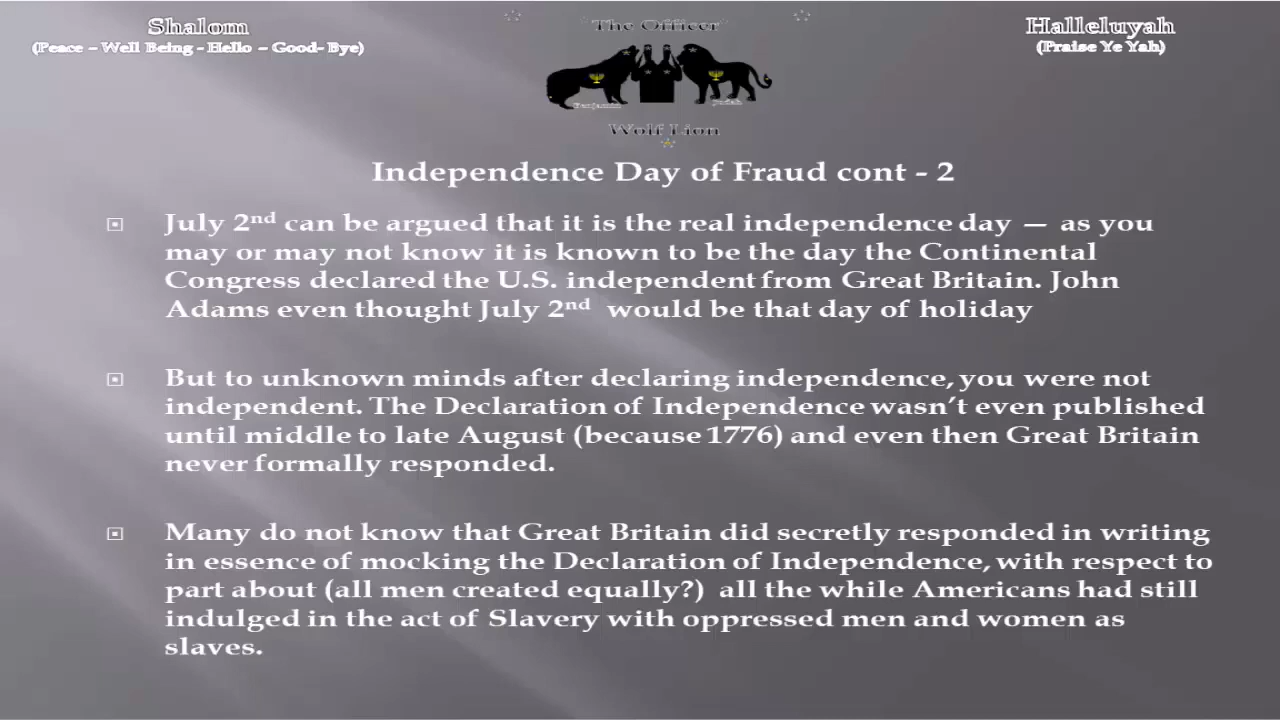 Shalom
(Peace – Well Being - Hello – Good- Bye)
"The Officer"
Halleluyah
(Praise Ye Yah)
Benjamin
Judah
Wolf Lion
Independence Day of Fraud cont - 2
July 2nd can be argued that it is the real independence day — as you
may or may not know it is known to be the day the Continental
Congress declared the U.S. independent from Great Britain. John
Adams even thought July 2nd would be that day of holiday
But to unknown minds after declaring independence, you were not
independent. The Declaration of Independence wasn't even published
until middle to late August (because 1776) and even then Great Britain
never formally responded.
Many do not know that Great Britain did secretly responded in writing
in essence of mocking the Declaration of Independence, with respect to
part about (all men created equally?) all the while Americans had still
indulged in the act of Slavery with oppressed men and women as
slaves.